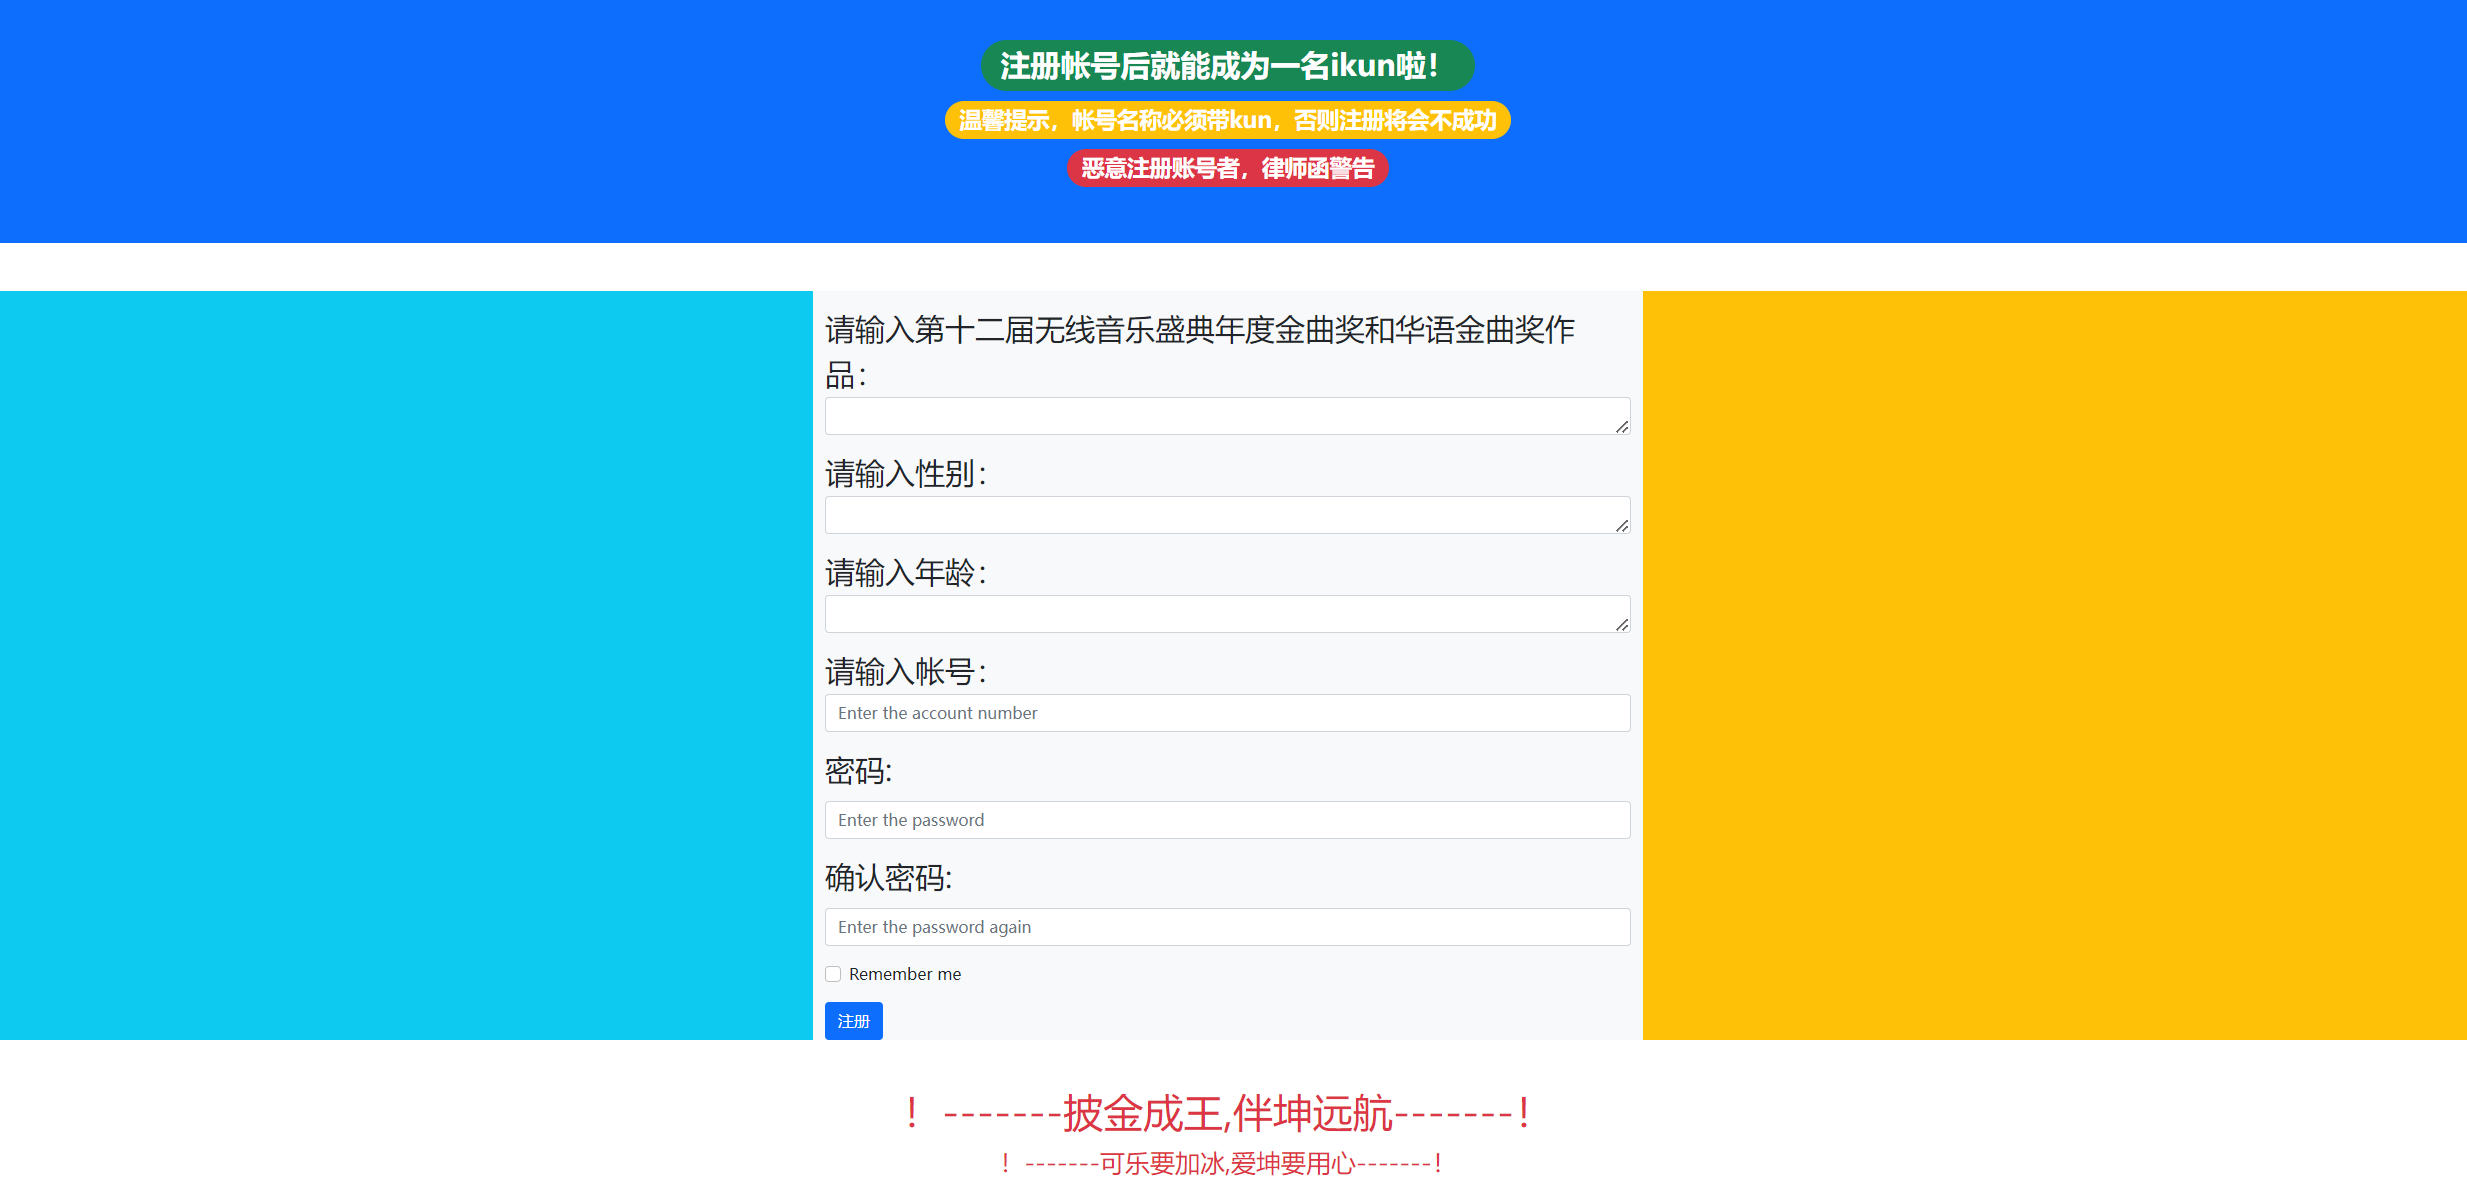 注册帐号后就能成为一名ikun啦！
温馨提示，帐号名称必须带kun，否则注册将会不成功
恶意注册账号者，律师函警告
请输入第十二届无线音乐盛典年度金曲奖和华语金曲奖作
品：
请输入性别：
请输入年龄：
请输入帐号：
Enter the account number
密码:
Enter the password
确认密码:
Enter the password again
Remember me
注册
！-------披金成王,伴坤远航-------！
！-------可乐要加冰,爱坤要用心-------！